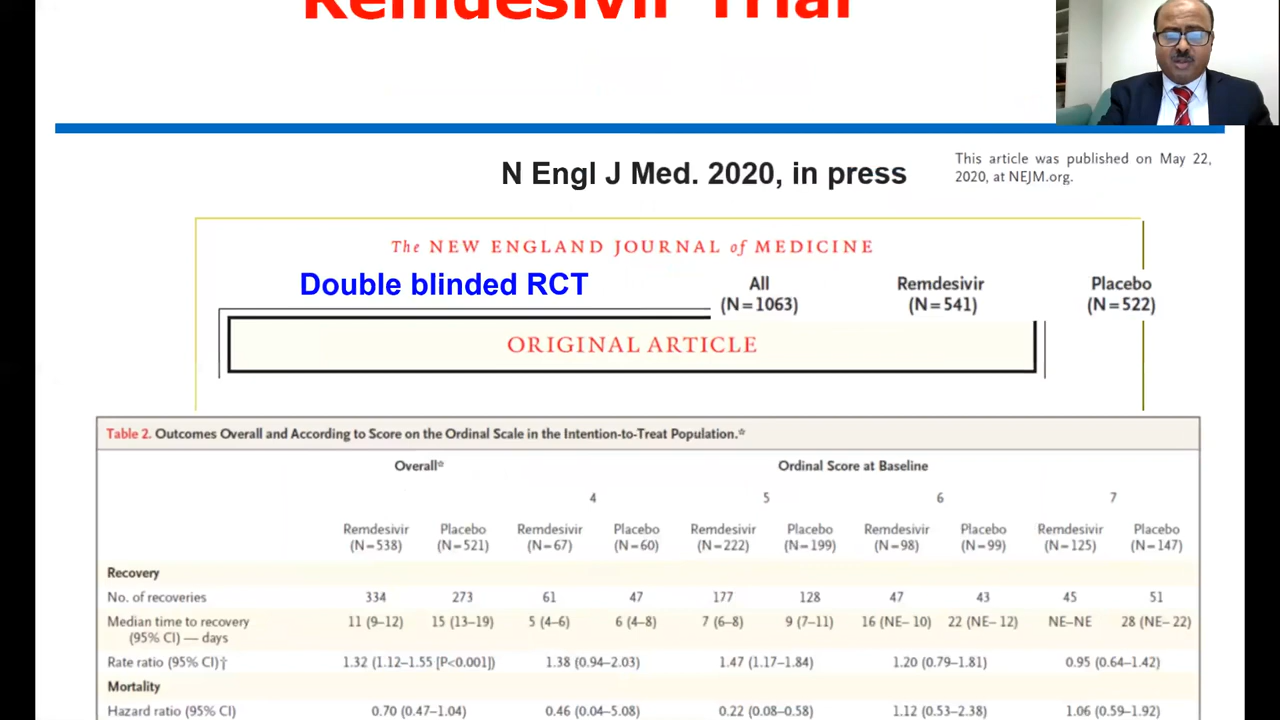 Remdesivir Trial
N Engl J Med. 2020, in press
This article was published on May 22,
2020, at NEJM.org.
The NEW ENGLAND JOURNAL of MEDICINE
Double blinded RCT
All Remdesivir Placebo
(N=1063) (N=541) (N=522)
ORIGINAL ARTICLE
Table 2. Outcomes Overall and According to Score on the Ordinal Scale in the Intention-to-Treat Population.*
Overall* Ordinal Score at Baseline
4 5 6 7
Remdesivir Placebo Remdesivir Placebo Remdesivir Placebo Remdesivir Placebo Remdesivir Placebo
(N=538) (N=521) (N=67) (N=60) (N=222) (N=199) (N=98) (N=99) (N=125) (N=147)
Recovery
No. of recoveries 334 273 61 47 177 128 47 43 45 51
Median time to recovery 11 (9–12) 15 (13–19) 5 (4–6) 6 (4–8) 7 (6–8) 9 (7–11) 16 (NE–10) 22 (NE–12) NE–NE 28 (NE–22)
(95% CI) — days
Rate ratio (95% CI)† 1.32 (1.12–1.55 [P<0.001]) 1.38 (0.94–2.03) 1.47 (1.17–1.84) 1.20 (0.79–1.81) 0.95 (0.64–1.42)
Mortality
Hazard ratio (95% CI) 0.70 (0.47–1.04) 0.46 (0.04–5.08) 0.22 (0.08–0.58) 1.12 (0.53–2.38) 1.06 (0.59–1.92)